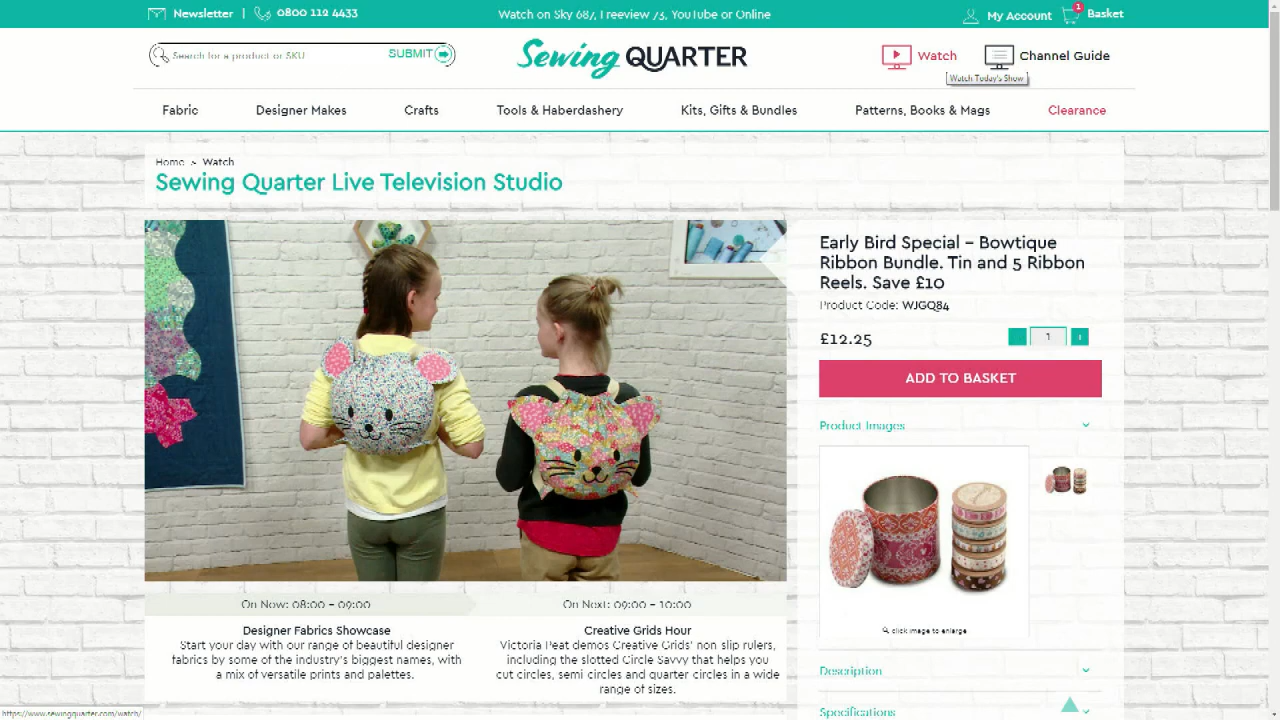 Newsletter | 0800 112 4433
Watch on Sky 687, Freeview 73, YouTube or Online
My Account
1
Basket
Search for a product or SKU
SUBMIT
Sewing QUARTER
Watch
Channel Guide
Watch Today's Show
Fabric
Designer Makes
Crafts
Tools & Haberdashery
Kits, Gifts & Bundles
Patterns, Books & Mags
Clearance
Home > Watch
Sewing Quarter Live Television Studio
Early Bird Special - Bowtique
Ribbon Bundle. Tin and 5 Ribbon
Reels. Save £10
Product Code: WJGQ84
£12.25
1
ADD TO BASKET
Product Images
click image to enlarge
Description
Specifications
On Now: 08:00 - 09:00
Designer Fabrics Showcase
Start your day with our range of beautiful designer
fabrics by some of the industry's biggest names, with
a mix of versatile prints and palettes.
On Next: 09:00 - 10:00
Creative Grids Hour
Victoria Peat demos Creative Grids' non slip rulers,
including the slotted Circle Savvy that helps you
cut circles, semi circles and quarter circles in a wide
range of sizes.
https://www.sewingquarter.com/watch/